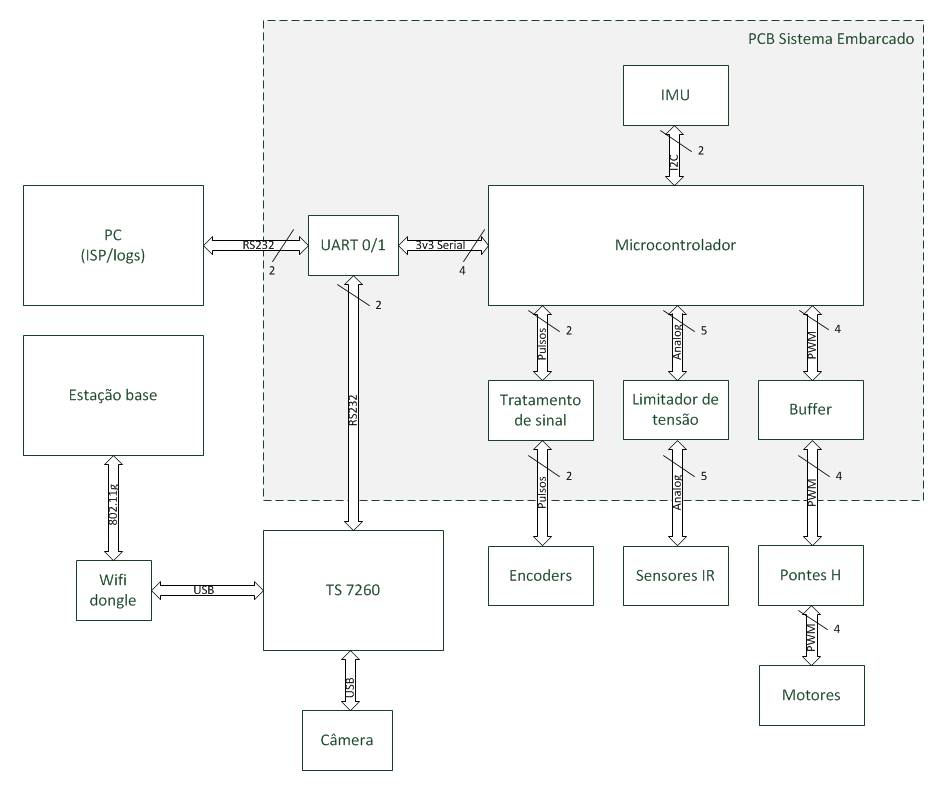 PCB Sistema Embarcado
IMU
2
I2C
PC
(ISP/logs)
RS232
2
UART 0/1
3v3 Serial
4
Microcontrolador
2
RS232
Pulsos
2
Analog
5
PWM
4
Estação base
Tratamento
de sinal
Limitador de
tensão
Buffer
802.11g
Pulsos
2
Analog
5
PWM
4
Wifi
dongle
USB
TS 7260
Encoders
Sensores IR
Pontes H
PWM
4
USB
Câmera
Motores